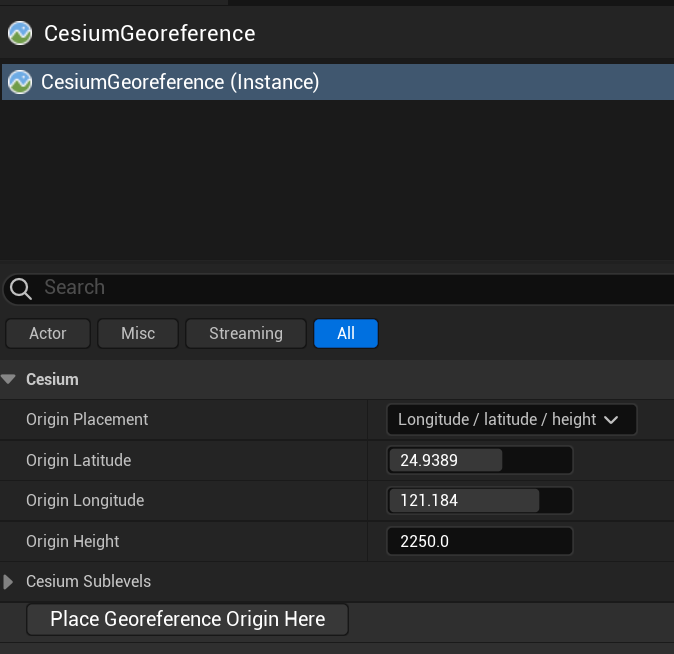 CesiumGeoreference
CesiumGeoreference (Instance)
Search
Actor Misc Streaming All
Cesium
Origin Placement Longitude / latitude / height
Origin Latitude 24.9389
Origin Longitude 121.184
Origin Height 2250.0
Cesium Sublevels
Place Georeference Origin Here